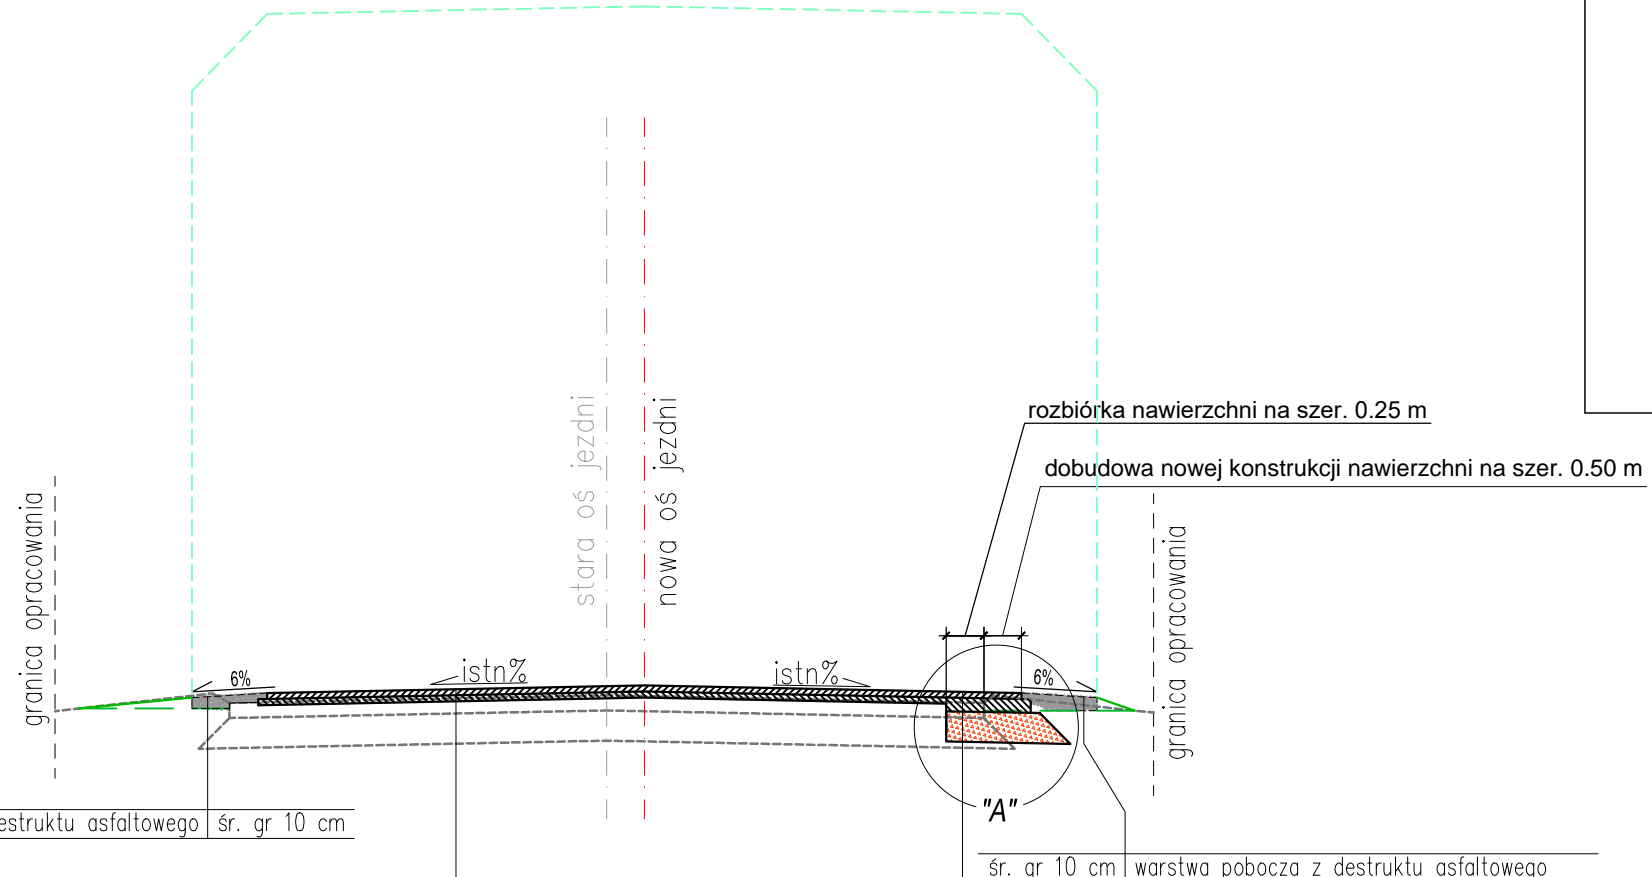 rozbiórka nawierzchni na szer. 0.25 m
dobudowa nowej konstrukcji nawierzchni na szer. 0.50 m
stara oś jezdni
nowa oś jezdni
granica opracowania
granica opracowania
6%
istn%
istn%
6%
"A"
estruktu asfaltowego śr. gr 10 cm
śr. gr 10 cm warstwa pobocza z destruktu asfaltowego